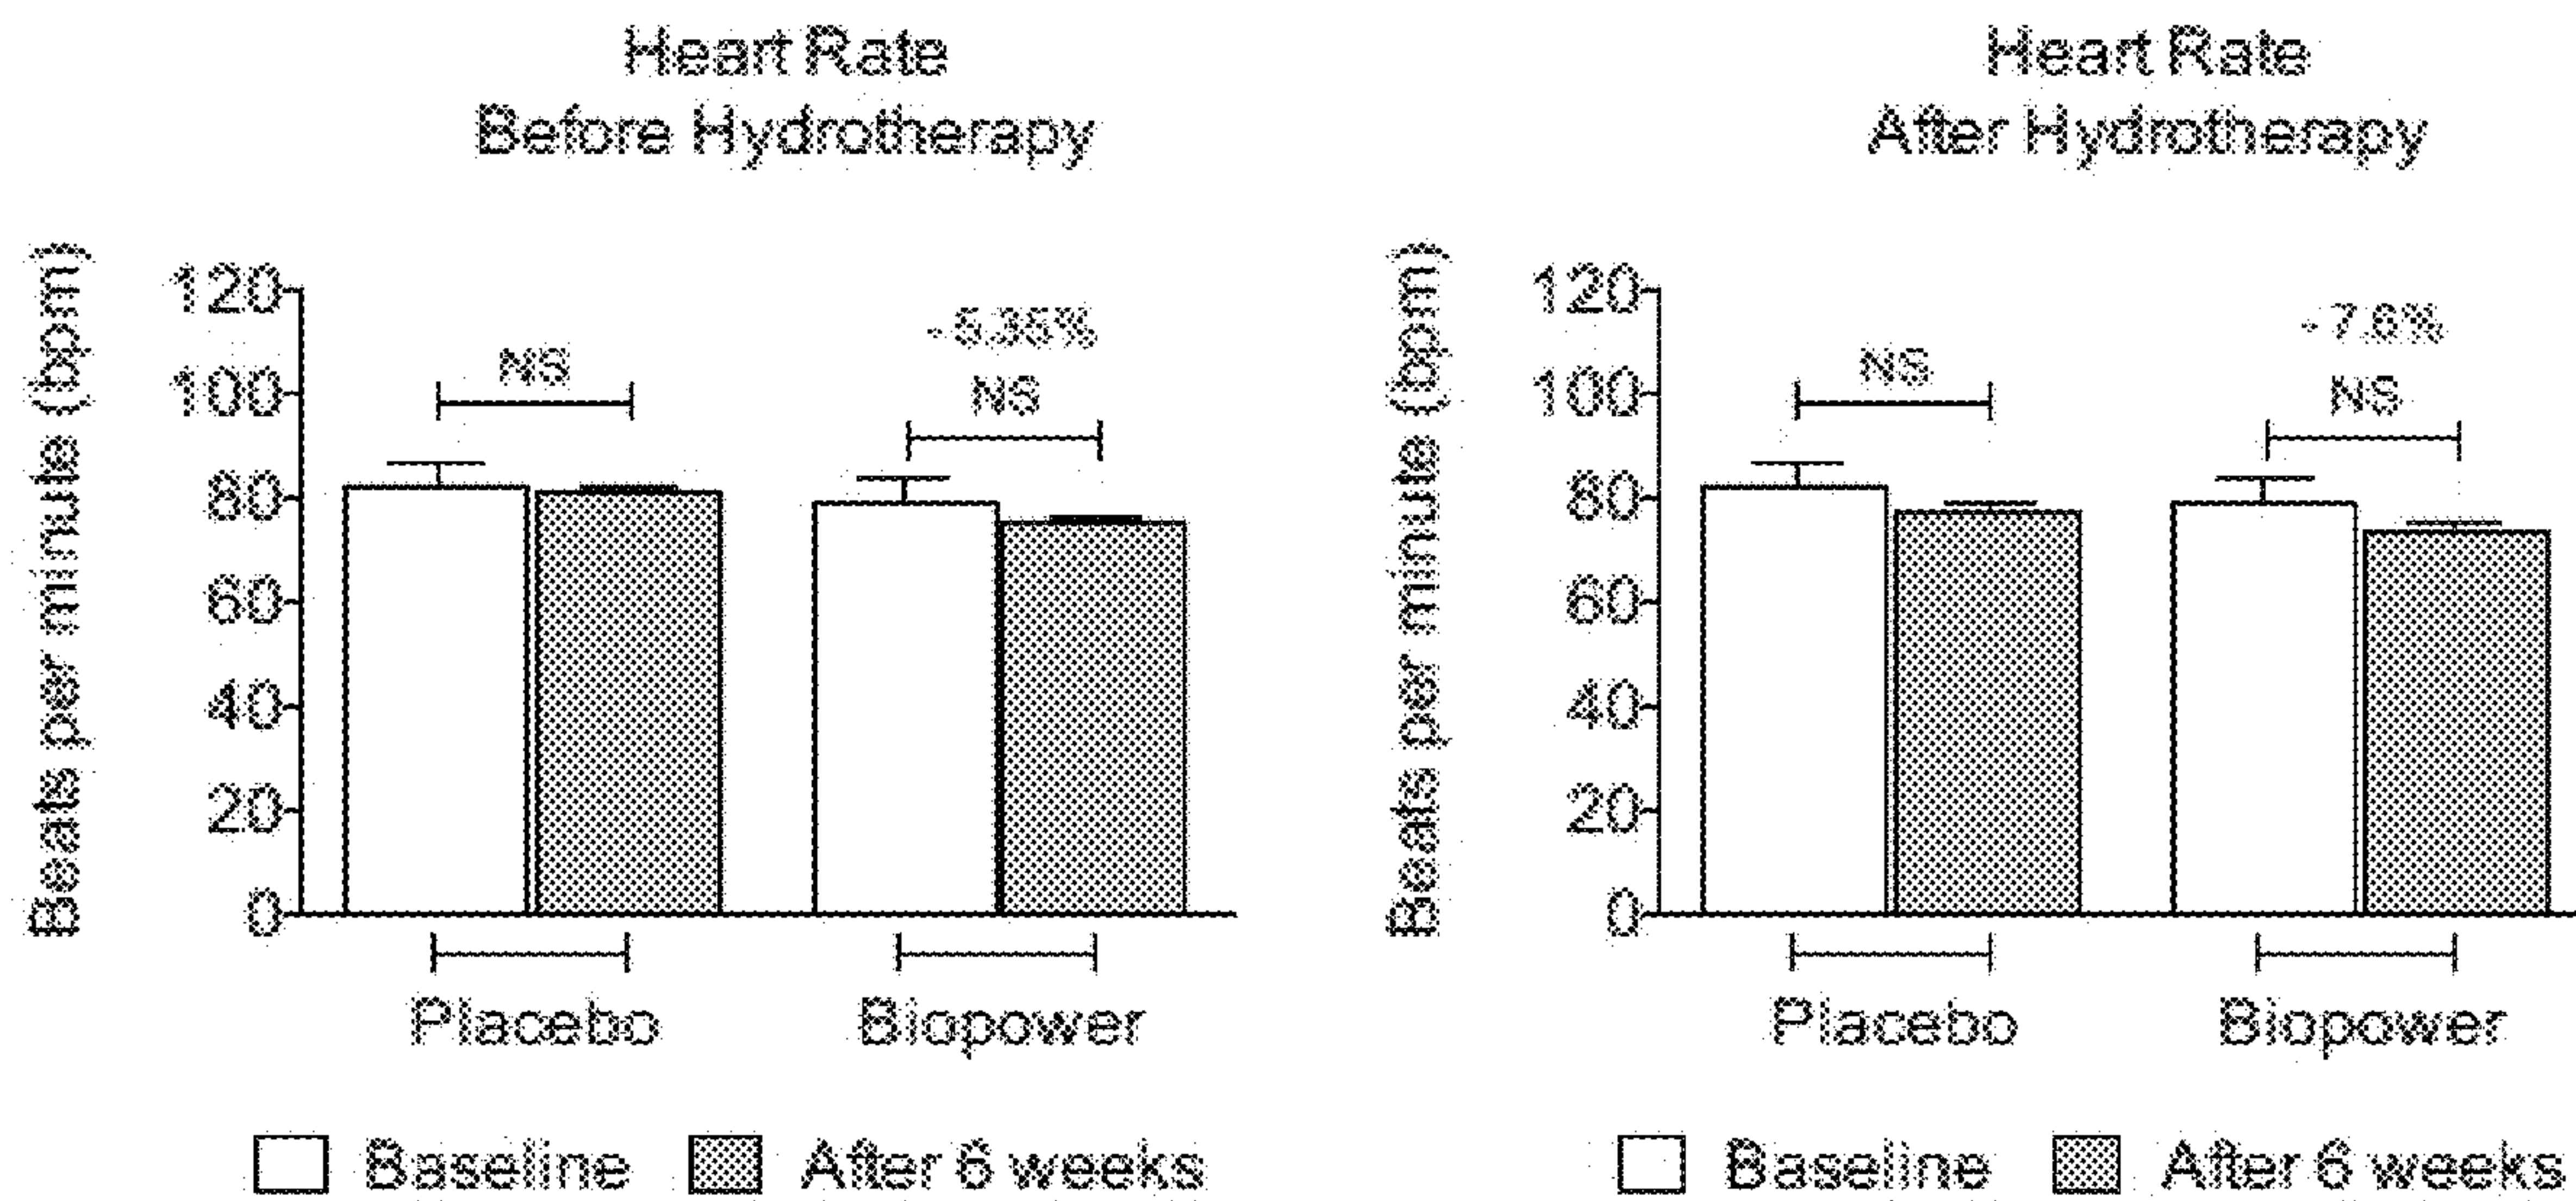 Heart Rate
Before Hydrotherapy
Beats per minute (bpm)
120
100
80
60
40
20
0
NS
- 5.35%
NS
Placebo
Biopower
Baseline
After 6 weeks
Heart Rate
After Hydrotherapy
Beats per minute (bpm)
120
100
80
60
40
20
0
NS
- 7.6%
NS
Placebo
Biopower
Baseline
After 6 weeks